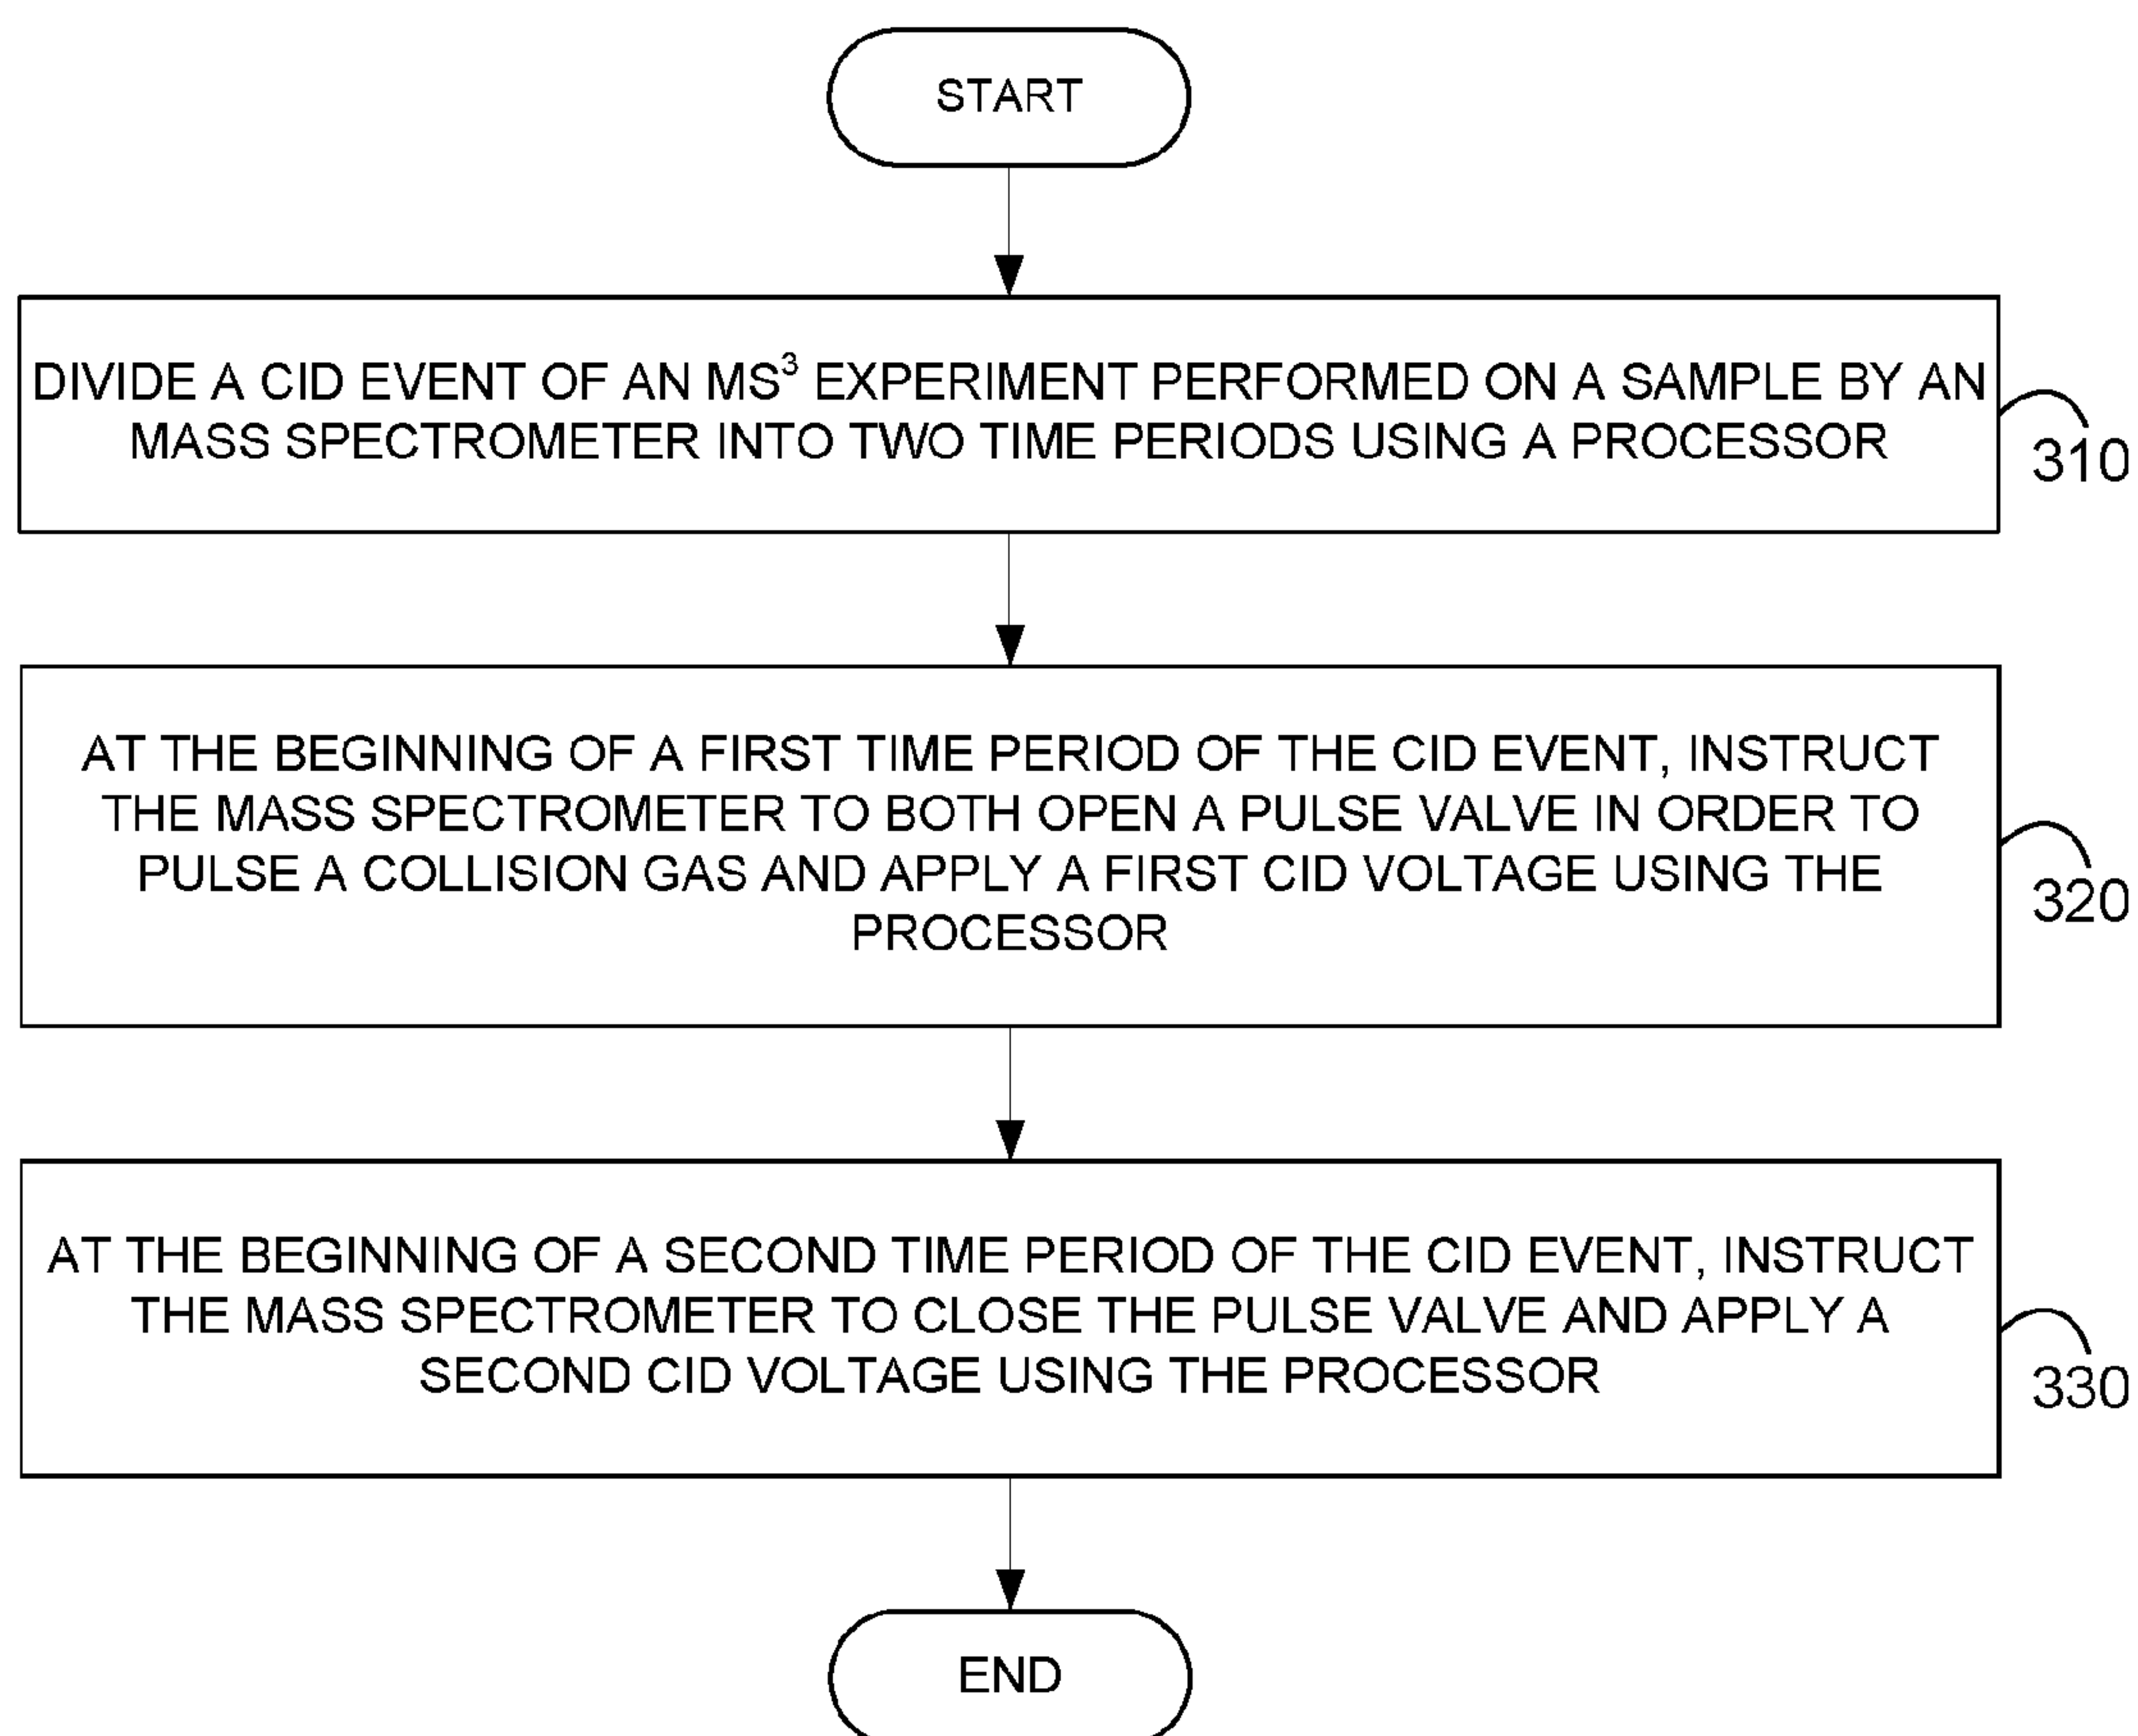 START
DIVIDE A CID EVENT OF AN MS³ EXPERIMENT PERFORMED ON A SAMPLE BY AN
MASS SPECTROMETER INTO TWO TIME PERIODS USING A PROCESSOR
310
AT THE BEGINNING OF A FIRST TIME PERIOD OF THE CID EVENT, INSTRUCT
THE MASS SPECTROMETER TO BOTH OPEN A PULSE VALVE IN ORDER TO
PULSE A COLLISION GAS AND APPLY A FIRST CID VOLTAGE USING THE
PROCESSOR
320
AT THE BEGINNING OF A SECOND TIME PERIOD OF THE CID EVENT, INSTRUCT
THE MASS SPECTROMETER TO CLOSE THE PULSE VALVE AND APPLY A
SECOND CID VOLTAGE USING THE PROCESSOR
330
END